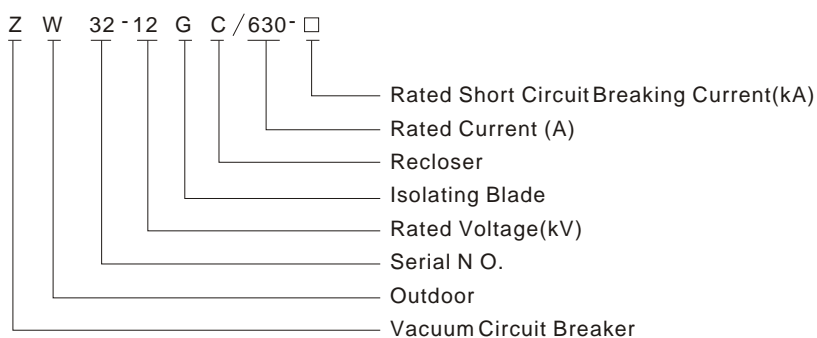 Z W 32-12 G C/630-□
Rated Short Circuit Breaking Current(kA)
Rated Current (A)
Recloser
Isolating Blade
Rated Voltage(kV)
Serial N O.
Outdoor
Vacuum Circuit Breaker